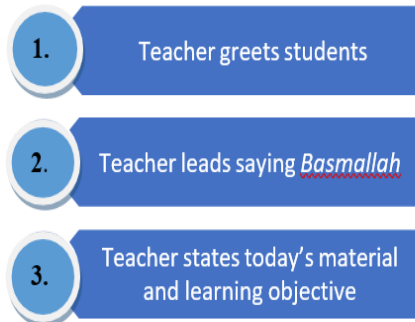 1. Teacher greets students
2. Teacher leads saying Basmallah
3. Teacher states today's material
and learning objective